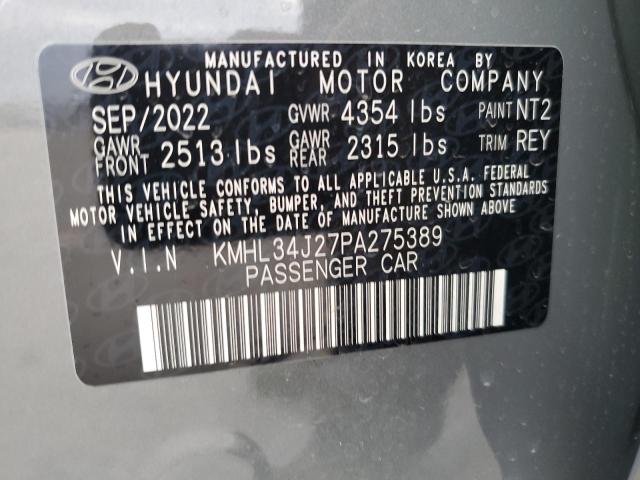 MANUFACTURED IN KOREA BY
HYUNDAI MOTOR COMPANY
SEP/2022 GVWR 4354 lbs PAINT NT2
GAWR FRONT 2513 lbs GAWR REAR 2315 lbs TRIM REY
THIS VEHICLE CONFORMS TO ALL APPLICABLE U.S.A. FEDERAL
MOTOR VEHICLE SAFETY, BUMPER, AND THEFT PREVENTION STANDARDS
IN EFFECT ON THE DATE OF MANUFACTURE SHOWN ABOVE
V.I.N KMHL34J27PA275389
PASSENGER CAR